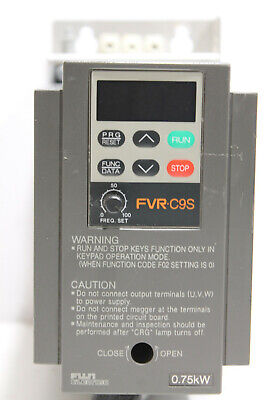 PRG
RESET
RUN
FUNC
DATA
STOP
50
0
100
FREQ. SET
FVR-C9S
WARNING
• RUN AND STOP KEYS FUNCTION ONLY IN
KEYPAD OPERATION MODE
(WHEN FUNCTION CODE F02 SETTING IS 0)
CAUTION
• Do not connect output terminals (U,V,W)
to power supply.
• Do not connect megger at the terminals
on the printed circuit board.
• Maintenance and inspection should be
performed after "CRG" lamp turns off.
CLOSE
OPEN
FUJI
ELECTRIC
0.75kW